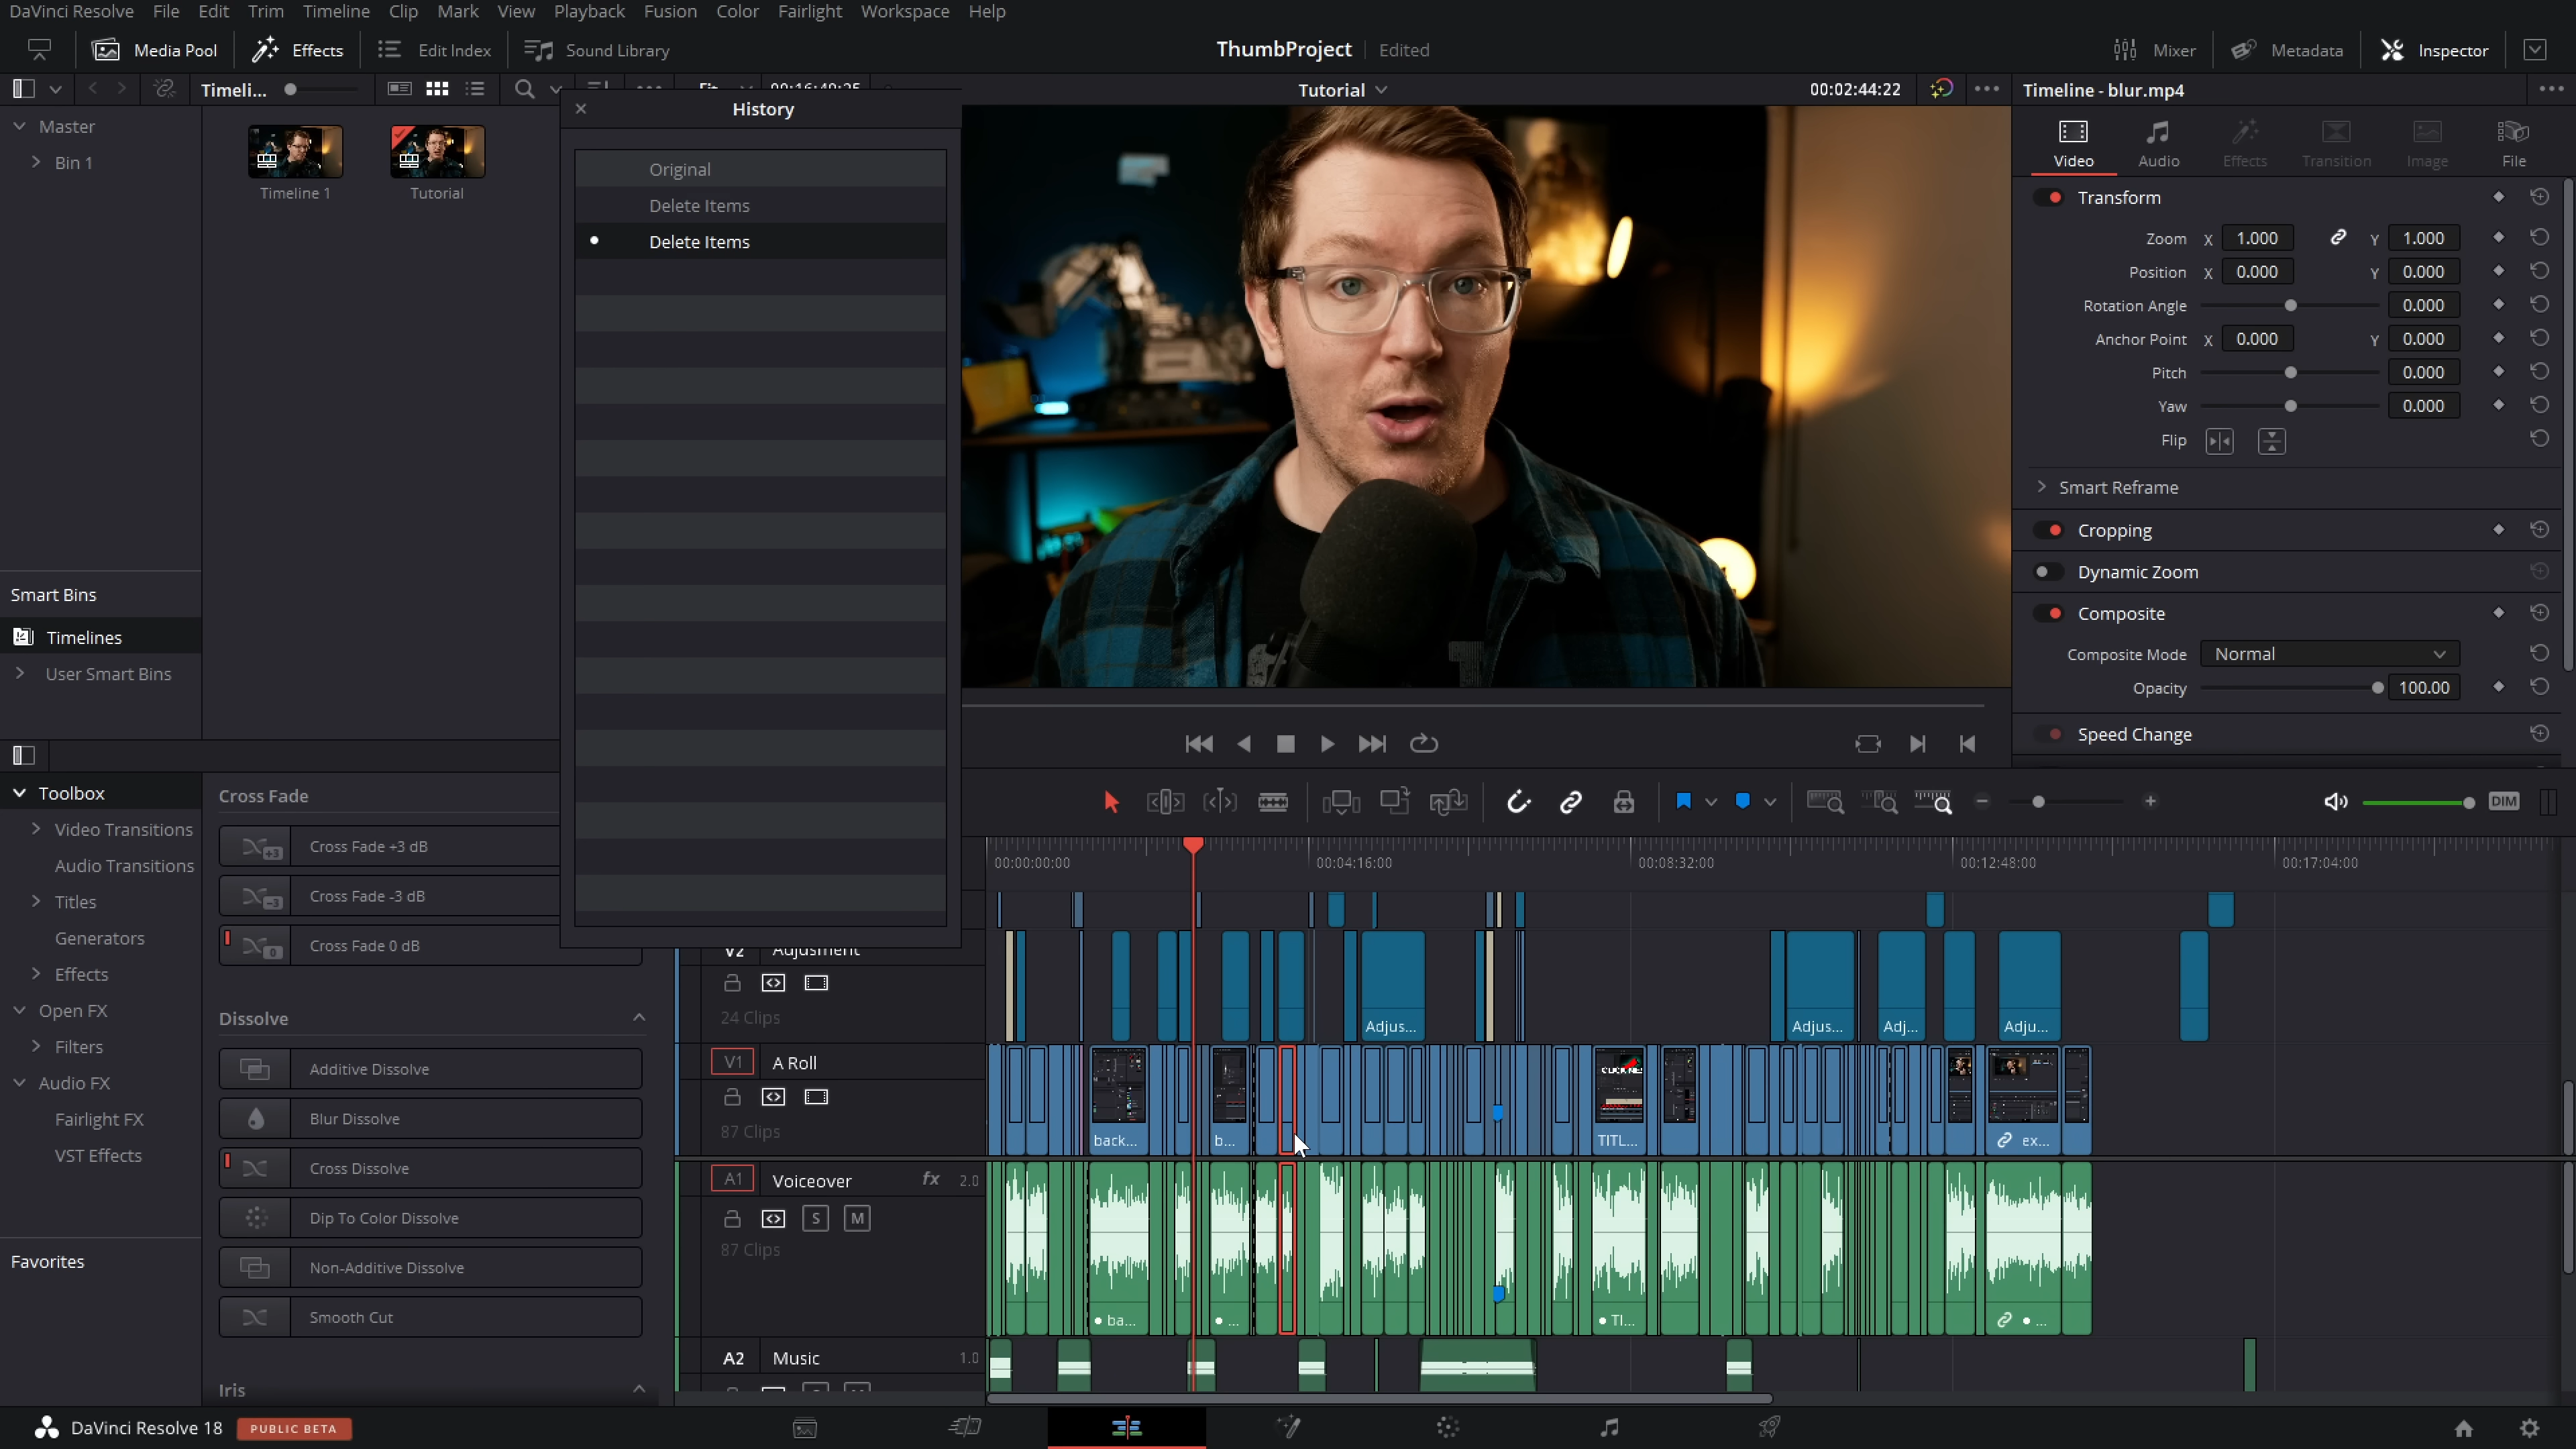 DaVinci Resolve File Edit Trim Timeline Clip Mark View Playback Fusion Color Fairlight Workspace Help
Media Pool Effects Edit Index Sound Library
ThumbProject Edited
Mixer Metadata Inspector
Timeli...
Tutorial
00:02:44:22
Timeline - blur.mp4
Master
Bin 1
Timeline 1
Tutorial
Smart Bins
Timelines
User Smart Bins
History
Original
Delete Items
Delete Items
Video Audio Effects Transition Image File
Transform
Zoom X 1.000 Y 1.000
Position X 0.000 Y 0.000
Rotation Angle 0.000
Anchor Point X 0.000 Y 0.000
Pitch 0.000
Yaw 0.000
Flip
Smart Reframe
Cropping
Dynamic Zoom
Composite
Composite Mode Normal
Opacity 100.00
Speed Change
Toolbox
Video Transitions
Audio Transitions
Titles
Generators
Effects
Open FX
Filters
Audio FX
Fairlight FX
VST Effects
Favorites
Cross Fade
+3 Cross Fade +3 dB
-3 Cross Fade -3 dB
0 Cross Fade 0 dB
Dissolve
Additive Dissolve
Blur Dissolve
Cross Dissolve
Dip To Color Dissolve
Non-Additive Dissolve
Smooth Cut
Iris
DIM
00:00:00:00 00:04:16:00 00:08:32:00 00:12:48:00 00:17:04:00
V2 Adjusment
24 Clips
Adjus... Adjus... Adj... Adju...
V1 A Roll
87 Clips
back... b... TITL... ex...
A1 Voiceover fx 2.0
S M
87 Clips
ba... ... TI... ...
A2 Music 1.0
DaVinci Resolve 18 PUBLIC BETA